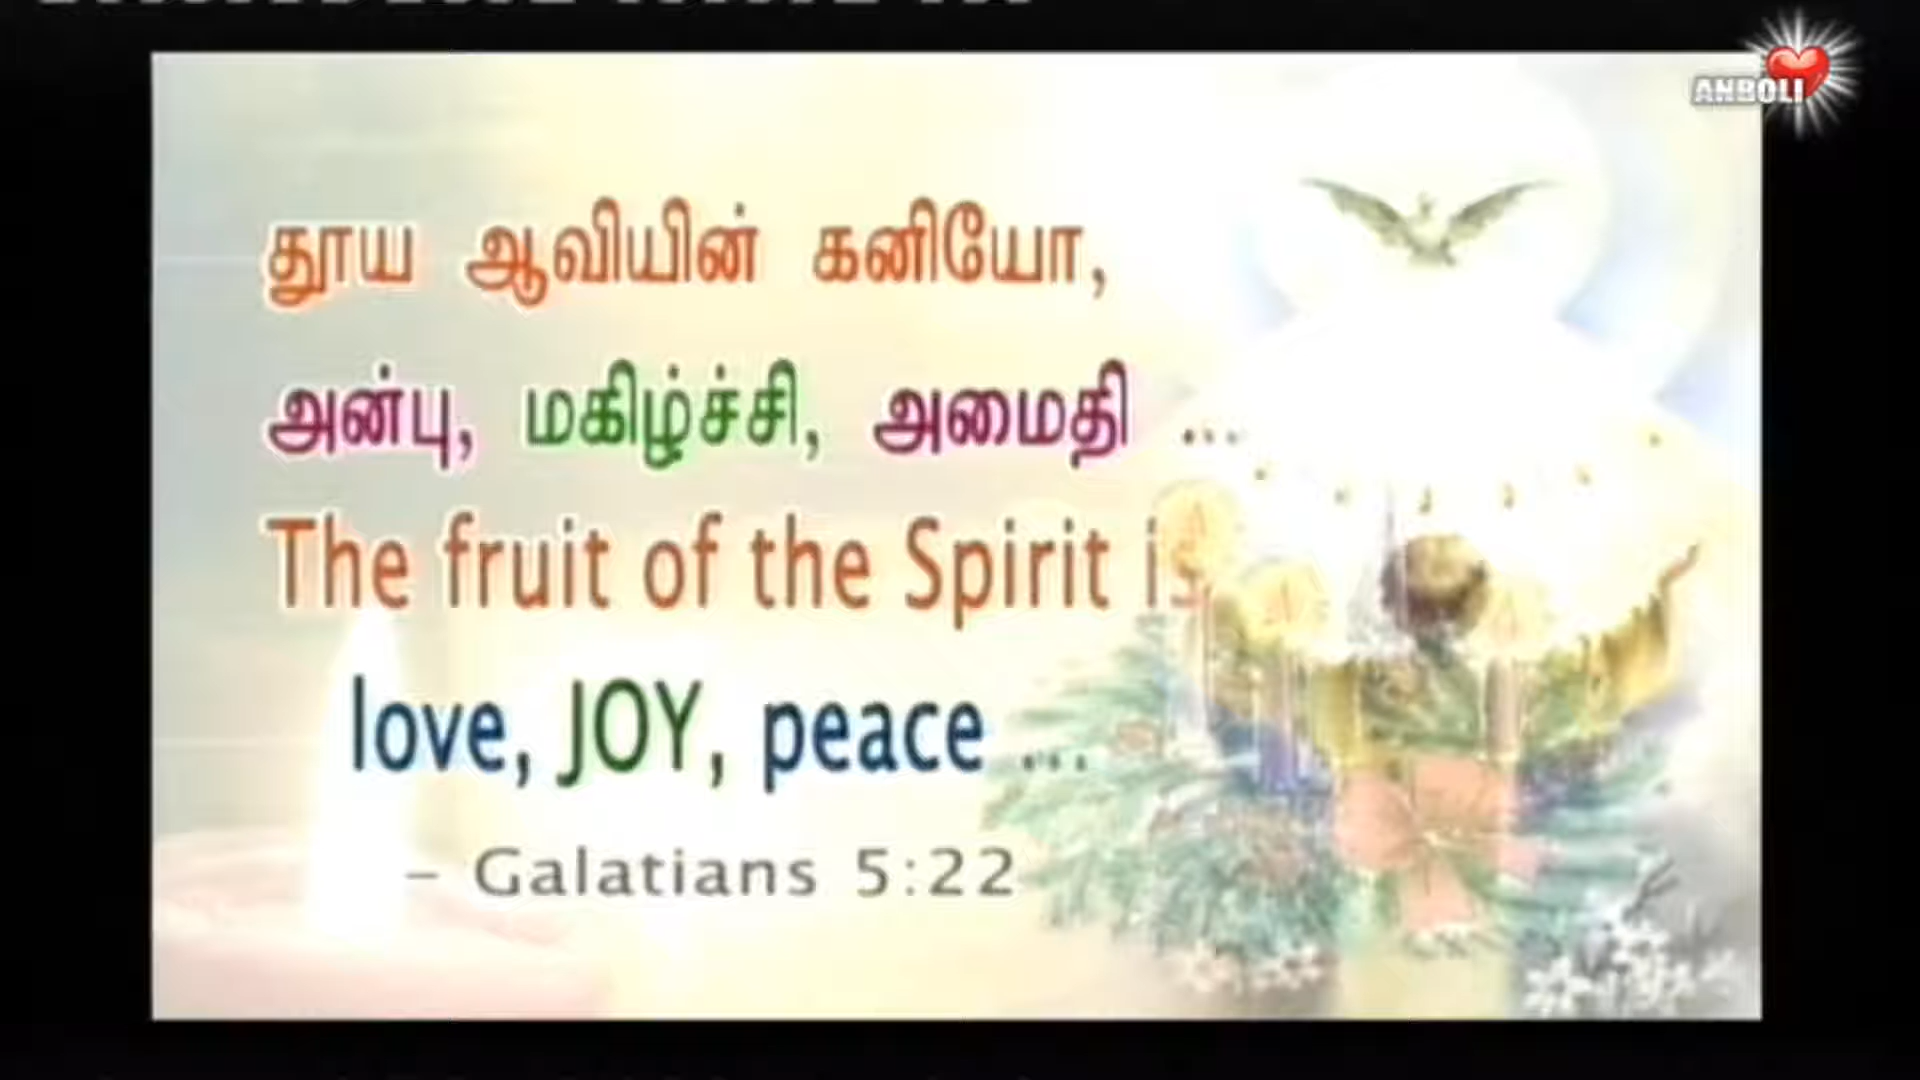 ANBOLI
தூய ஆவியின் கனியோ,
அன்பு, மகிழ்ச்சி, அமைதி ...
The fruit of the Spirit is
love, JOY, peace ...
– Galatians 5:22